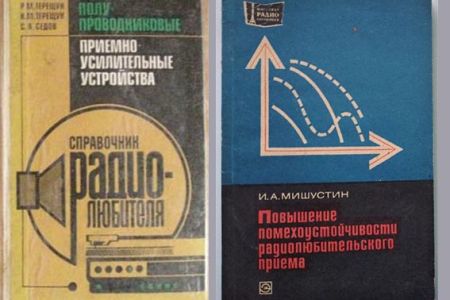 Р. М. ТЕРЕЩУК
К. М. ТЕРЕЩУК
С. А. СЕДОВ
ПОЛУ-
ПРОВОДНИКОВЫЕ
ПРИЕМНО-
УСИЛИТЕЛЬНЫЕ
УСТРОЙСТВА
СПРАВОЧНИК
РАДИО-
ЛЮБИТЕЛЯ
МАССОВАЯ
РАДИО
БИБЛИОТЕКА
И.А.МИШУСТИН
Повышение
помехоустойчивости
радиолюбительского
приема